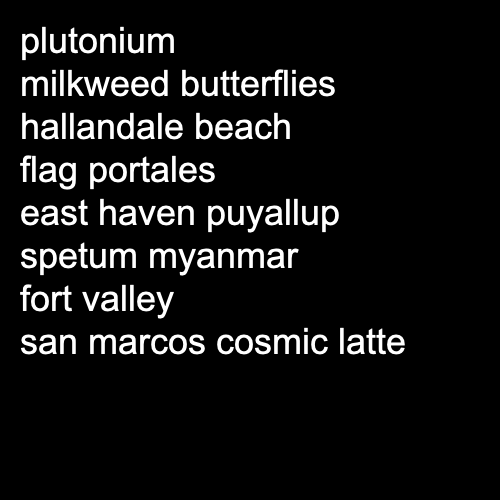 plutonium
milkweed butterflies
hallandale beach
flag portales
east haven puyallup
spetum myanmar
fort valley
san marcos cosmic latte